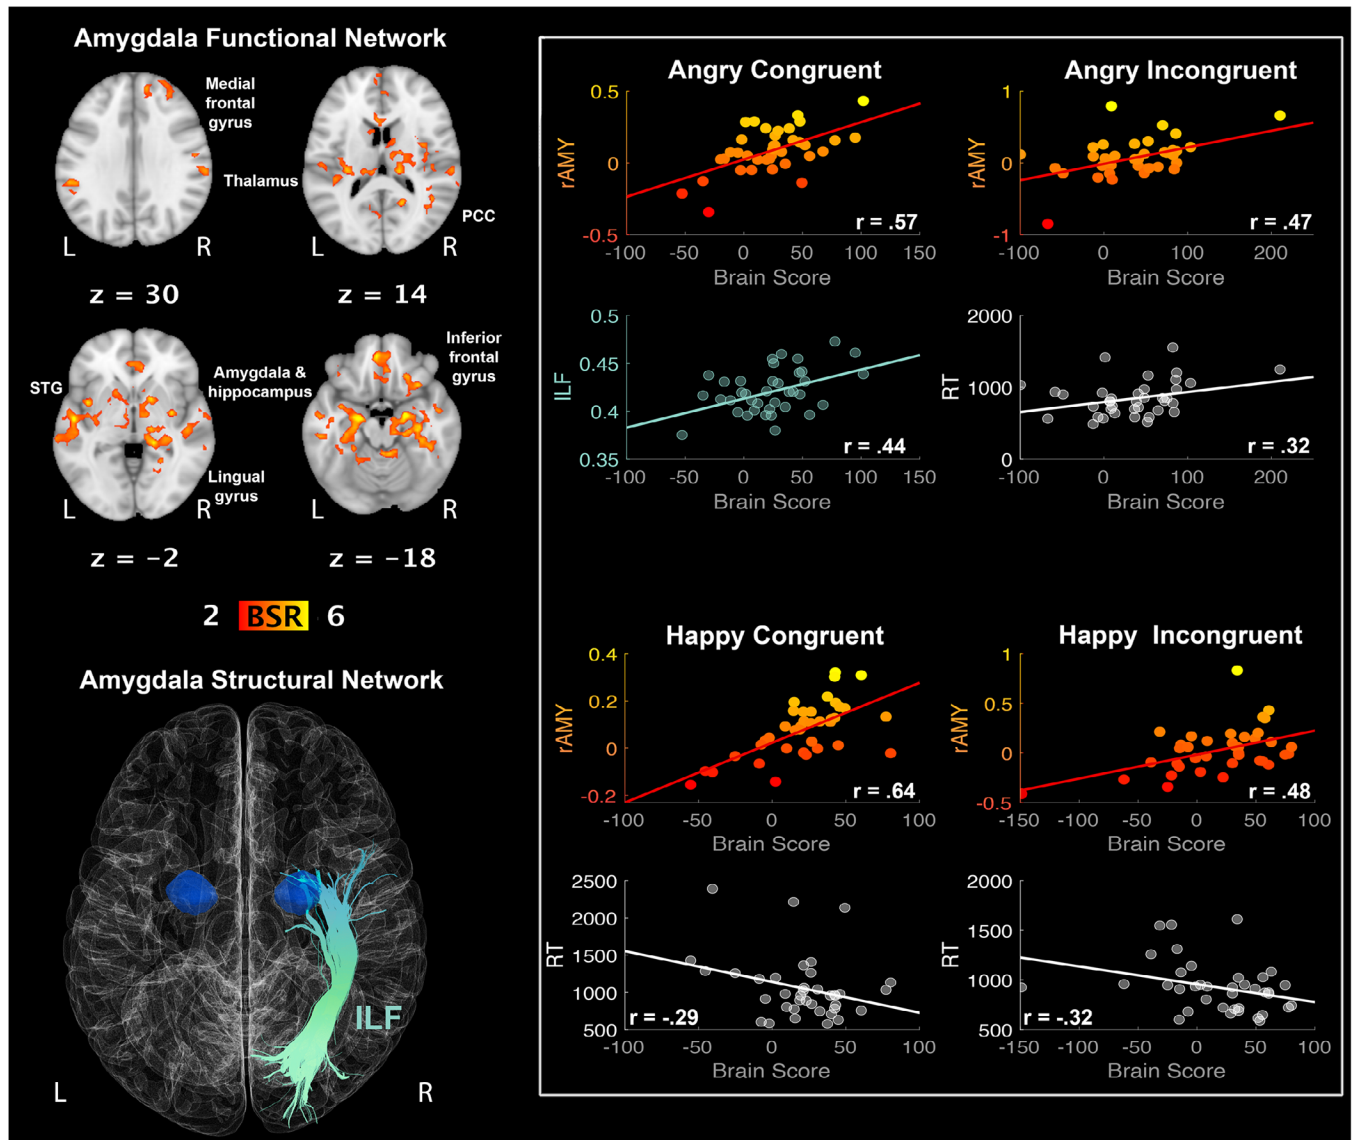 Amygdala Functional Network
Medial
frontal
gyrus
Thalamus
PCC
L R
L R
z = 30
z = 14
STG
Amygdala &
hippocampus
Inferior
frontal
gyrus
Lingual
gyrus
L R
L R
z = -2
z = -18
2 BSR 6
Amygdala Structural Network
ILF
L R
Angry Congruent
0.5
0
-0.5
rAMY
r = .57
-100 -50 0 50 100 150
Brain Score
Angry Incongruent
1
0
-1
rAMY
r = .47
-100 0 100 200
Brain Score
0.5
0.45
0.4
0.35
ILF
r = .44
-100 -50 0 50 100 150
Brain Score
2000
1000
0
RT
r = .32
-100 0 100 200
Brain Score
Happy Congruent
0.4
0.2
0
-0.2
rAMY
r = .64
-100 -50 0 50 100
Brain Score
Happy Incongruent
1
0.5
0
-0.5
rAMY
r = .48
-150 -100 -50 0 50 100
Brain Score
2500
2000
1500
1000
500
RT
r = -.29
-100 -50 0 50 100
Brain Score
2000
1500
1000
500
RT
r = -.32
-150 -100 -50 0 50 100
Brain Score